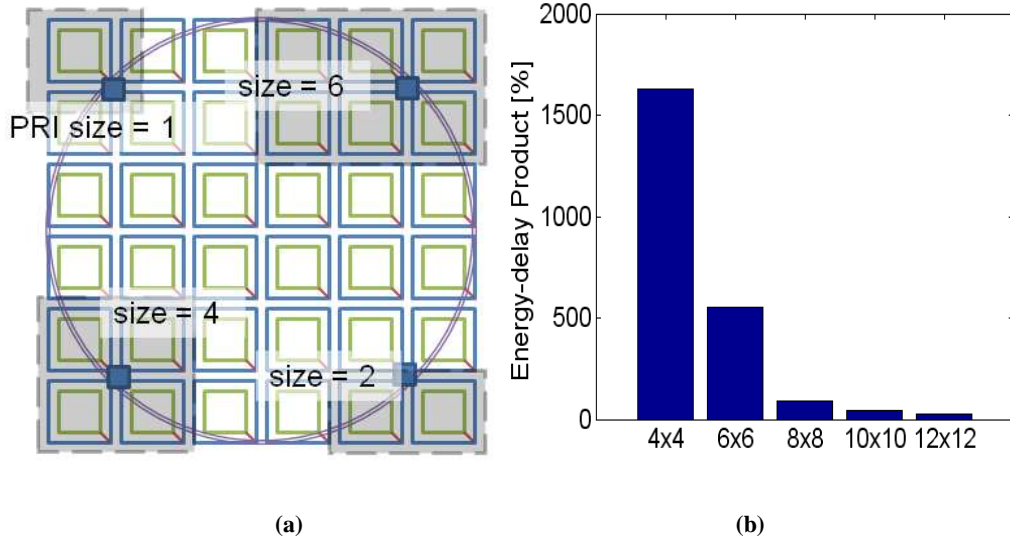 size = 6
PRI size = 1
size = 4
size = 2
(a)
2000
1500
1000
500
0
Energy-delay Product [%]
4x4 6x6 8x8 10x10 12x12
(b)